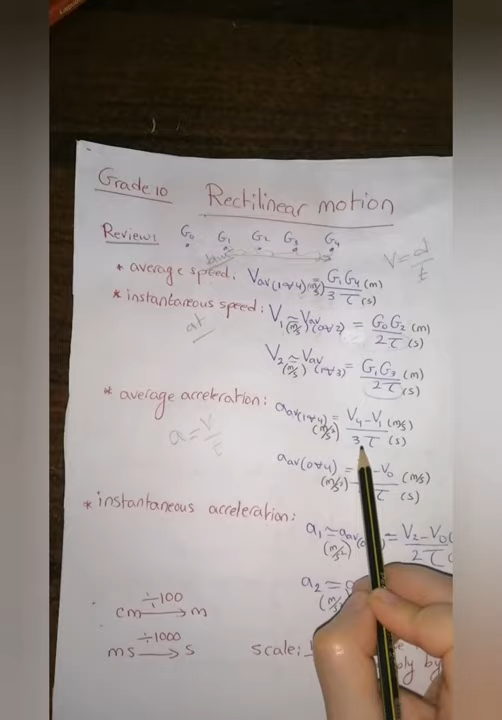 Grade 10 Rectilinear motion
Review:
G₀ G₁ G₂ G₃ G₄
V = d/t
* average speed: Vav(1→4)(m/s) = G₁G₄ (m) / 3τ (s)
* instantaneous speed: V₁ ≃ Vav(0→2) (m/s) = G₀G₂ (m) / 2τ (s)
at
V₂ ≃ Vav(1→3) (m/s) = G₁G₃ (m) / 2τ (s)
* average accleration: aav(1→4) (m/s²) = V₄-V₁ (m/s) / 3τ (s)
a = V/t
aav(0→4) (m/s²) = -V₀ (m/s) / τ (s)
* instantaneous acceleration: a₁ ≃ aav(0 = V₂-V₀ / 2τ
(m/s²)
a₂ =
cm ÷100 → m
ms ÷1000 → s
scale: